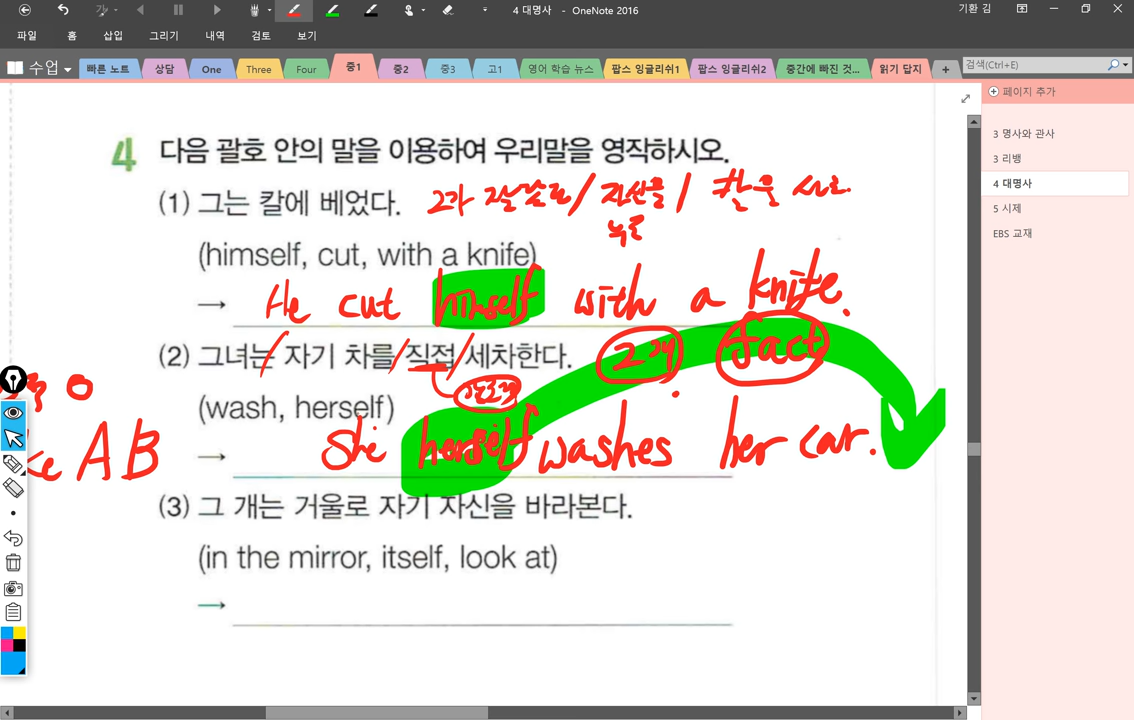 4 대명사 - OneNote 2016
기환 김
파일 홈 삽입 그리기 내역 검토 보기
수업 빠른 노트 상담 One Three Four 중1 중2 중3 고1 영어 학습 뉴스 팝스 잉글리쉬1 팝스 잉글리쉬2 중간에 빠진 것... 읽기 답지 + 검색(Ctrl+E)
페이지 추가
3 명사와 관사
3 리뱅
4 대명사
5 시제
EBS 교재
4 다음 괄호 안의 말을 이용하여 우리말을 영작하시오.
(1) 그는 칼에 베었다.
(himself, cut, with a knife)
→ He cut himself with a knife.
(2) 그녀는 / 자기 차를 / 직접 / 세차한다. fact
(wash, herself)
→ She herself washes her car.
A B
(3) 그 개는 거울로 자기 자신을 바라본다.
(in the mirror, itself, look at)
→